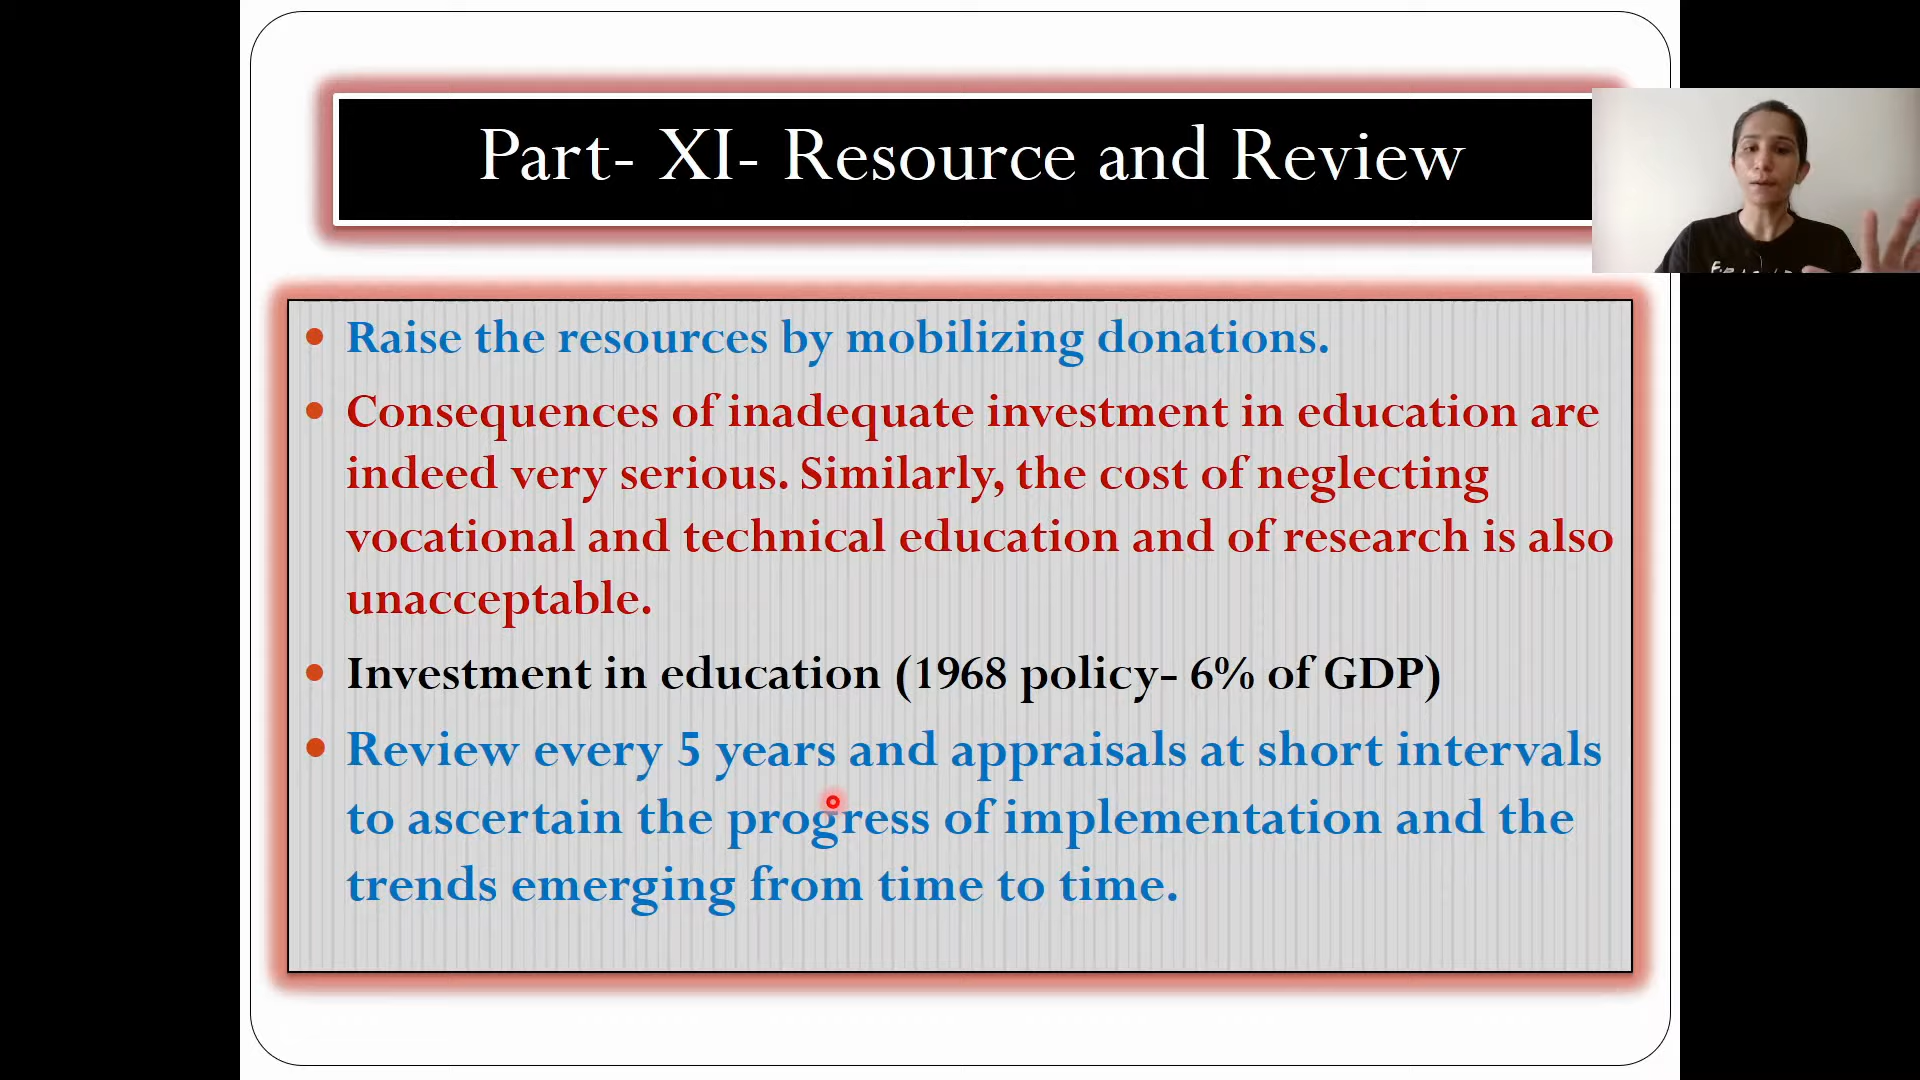 Part- XI- Resource and Review
Raise the resources by mobilizing donations.
Consequences of inadequate investment in education are
indeed very serious. Similarly, the cost of neglecting
vocational and technical education and of research is also
unacceptable.
Investment in education (1968 policy- 6% of GDP)
Review every 5 years and appraisals at short intervals
to ascertain the progress of implementation and the
trends emerging from time to time.